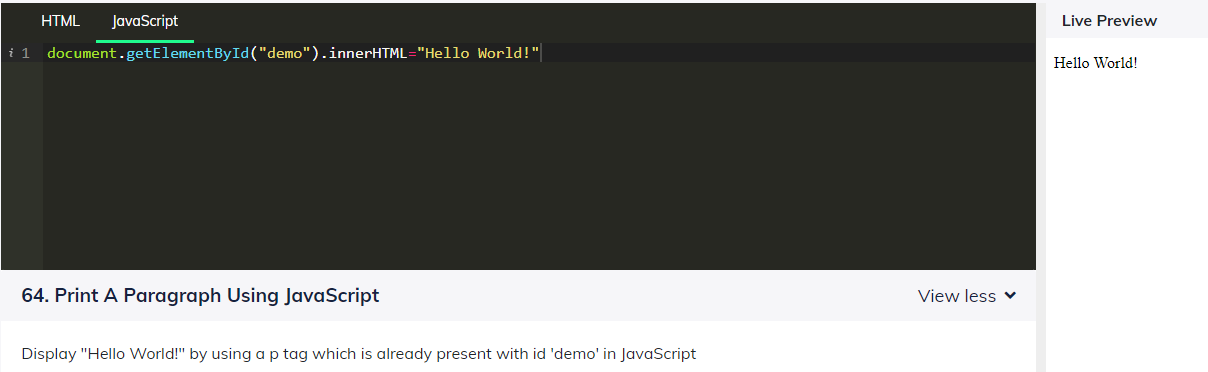 HTML JavaScript Live Preview
i 1 document.getElementById("demo").innerHTML="Hello World!"
Hello World!
64. Print A Paragraph Using JavaScript View less
Display "Hello World!" by using a p tag which is already present with id 'demo' in JavaScript